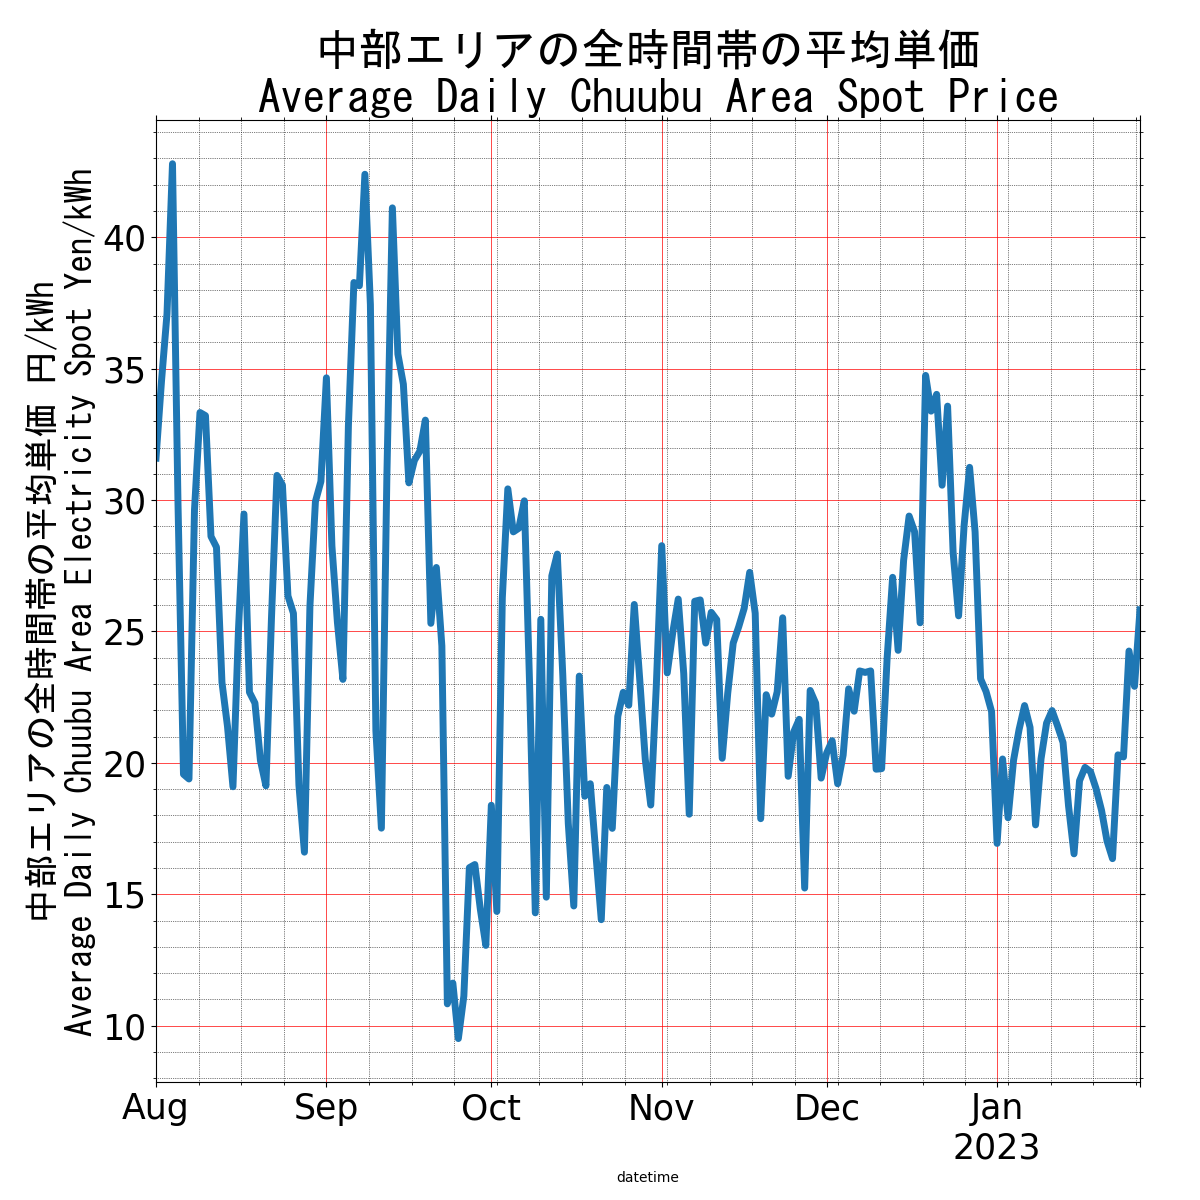 中部エリアの全時間帯の平均単価
Average Daily Chuubu Area Spot Price
中部エリアの全時間帯の平均単価 円/kWh
Average Daily Chuubu Area Electricity Spot Yen/kWh
40
35
30
25
20
15
10
Aug Sep Oct Nov Dec Jan
2023
datetime